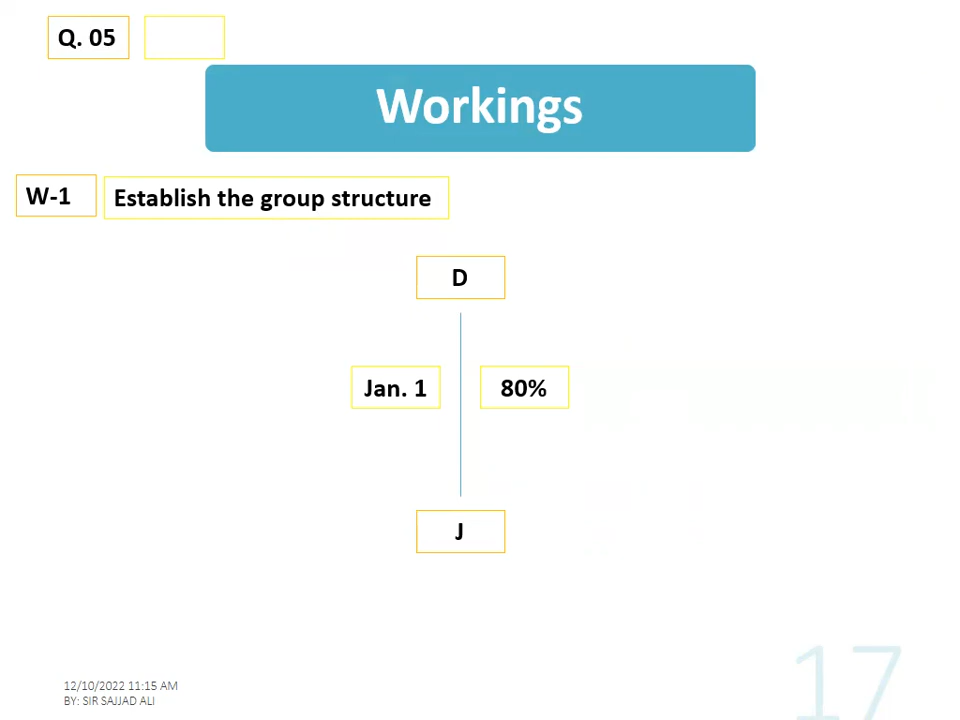 Q. 05
Workings
W-1
Establish the group structure
D
Jan. 1
80%
J
12/10/2022 11:15 AM
BY: SIR SAJJAD ALI
17